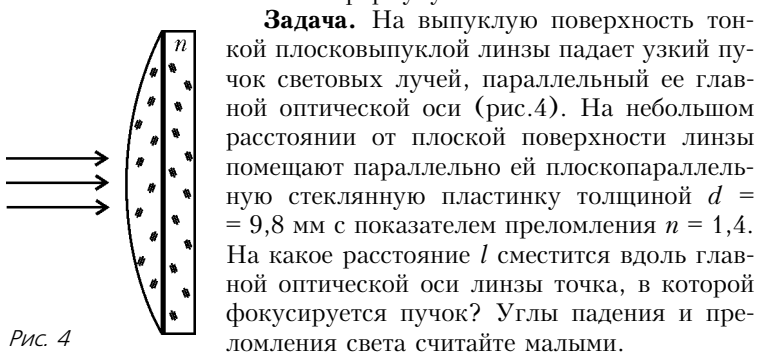 Задача. На выпуклую поверхность тон-
кой плосковыпуклой линзы падает узкий пу-
чок световых лучей, параллельный ее глав-
ной оптической оси (рис.4). На небольшом
расстоянии от плоской поверхности линзы
помещают параллельно ей плоскопараллель-
ную стеклянную пластинку толщиной d =
= 9,8 мм с показателем преломления n = 1,4.
На какое расстояние l сместится вдоль глав-
ной оптической оси линзы точка, в которой
фокусируется пучок? Углы падения и пре-
ломления света считайте малыми.
n
Рис. 4